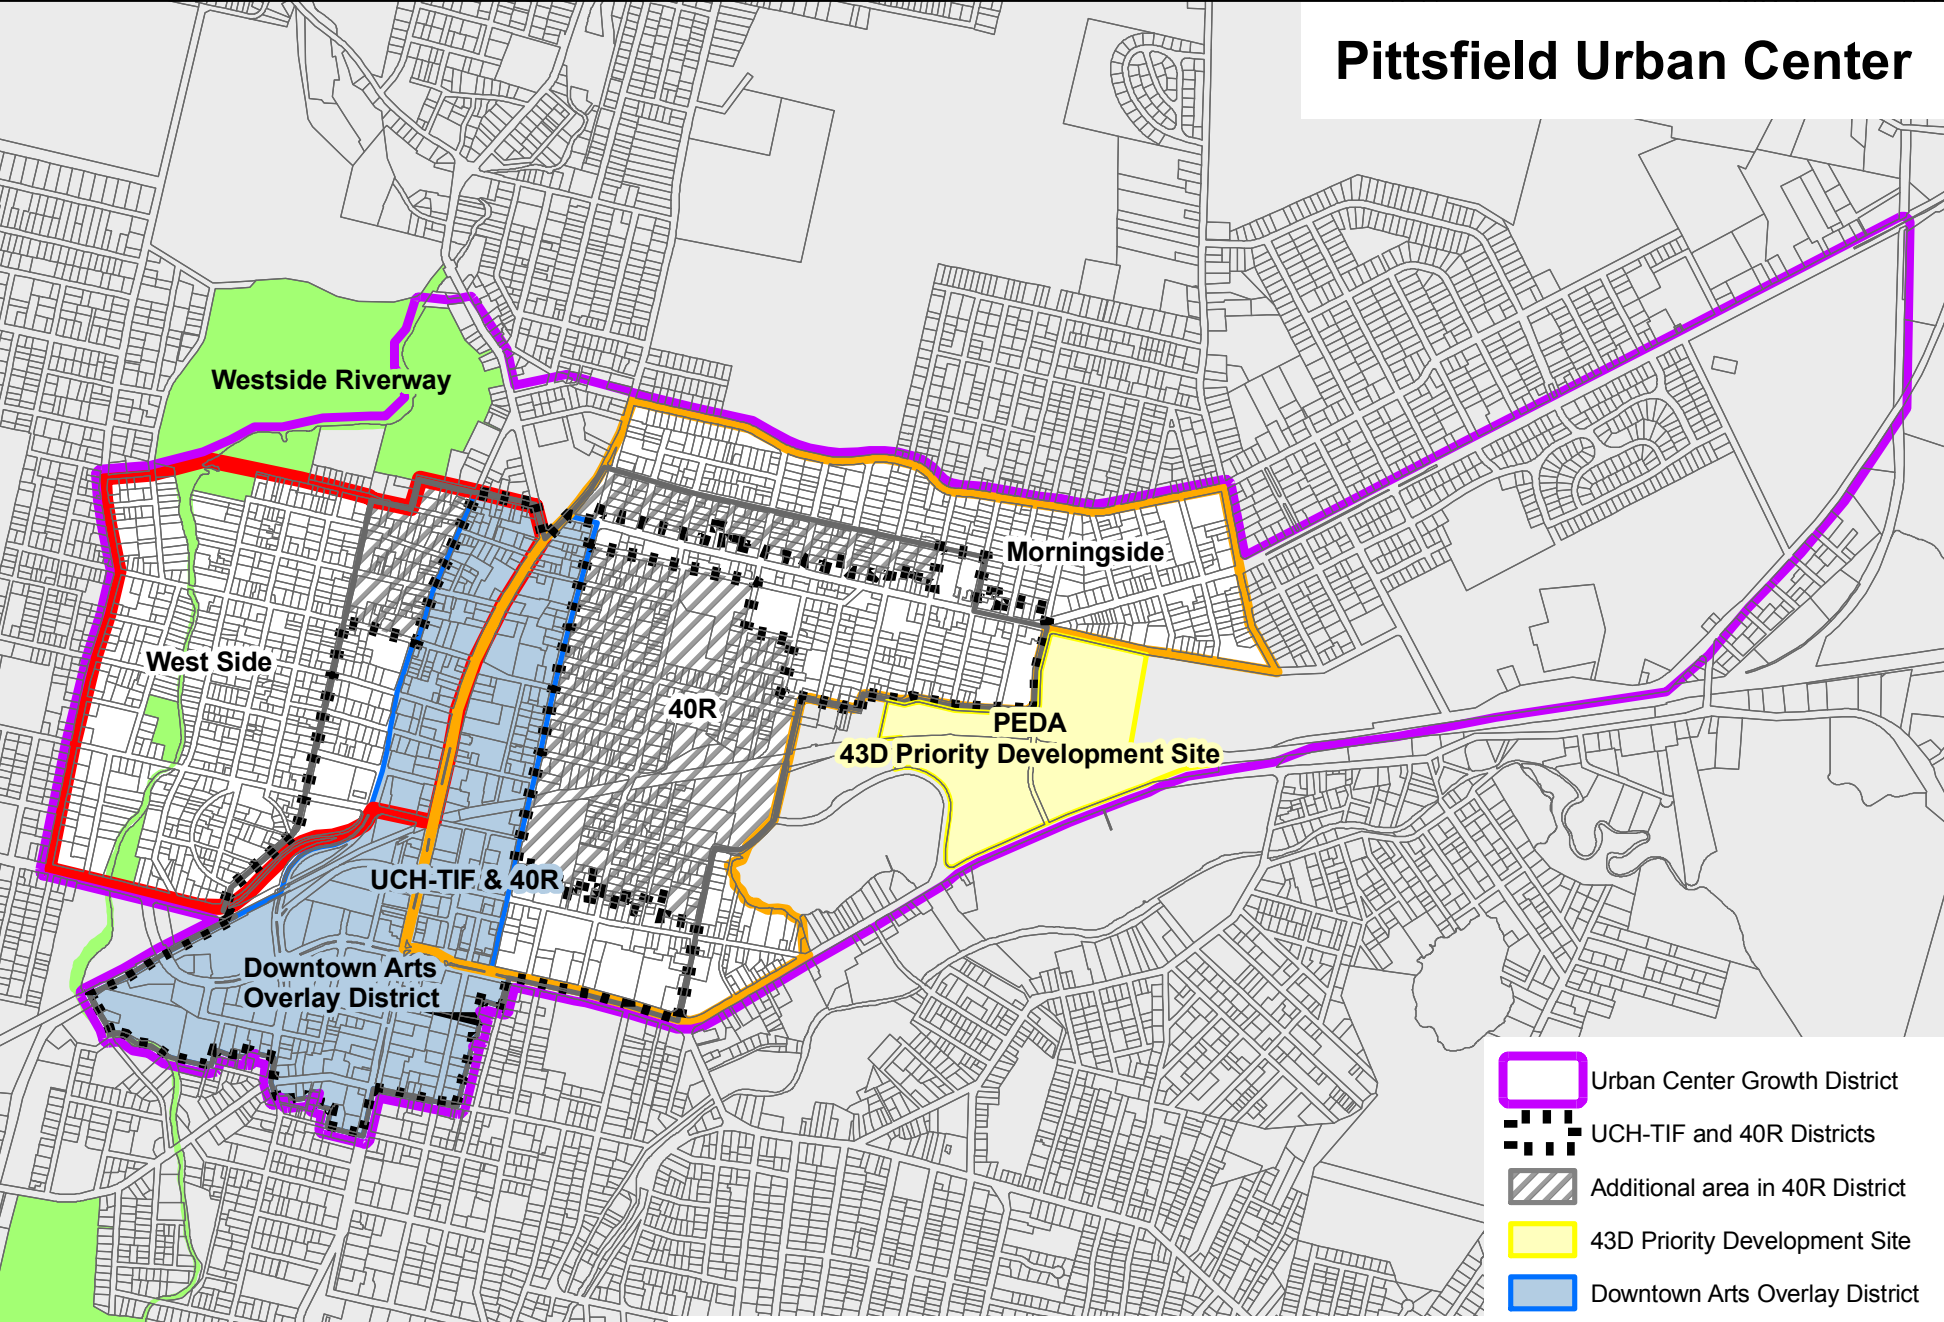 Pittsfield Urban Center
Westside Riverway
Morningside
West Side
40R
PEDA
43D Priority Development Site
UCH-TIF & 40R
Downtown Arts
Overlay District
Urban Center Growth District
UCH-TIF and 40R Districts
Additional area in 40R District
43D Priority Development Site
Downtown Arts Overlay District